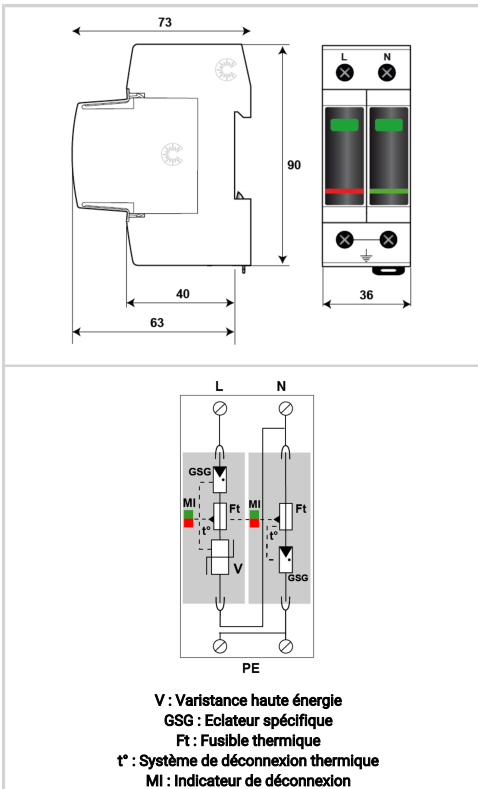 73
L N
90
40
63
36
L N
GSG
MI Ft MI Ft
t° t°
V
GSG
PE
V : Varistance haute énergie
GSG : Eclateur spécifique
Ft : Fusible thermique
t° : Système de déconnexion thermique
MI : Indicateur de déconnexion